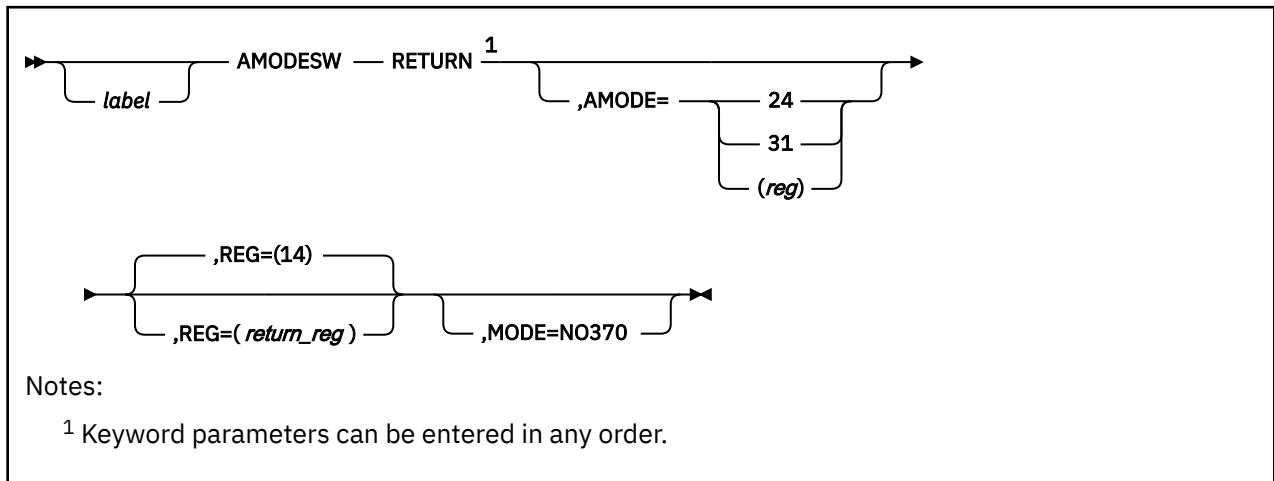 label AMODESW RETURN 1
,AMODE= 24
31
(reg)
,REG=(14)
,REG=( return_reg ) ,MODE=NO370
Notes:
1 Keyword parameters can be entered in any order.